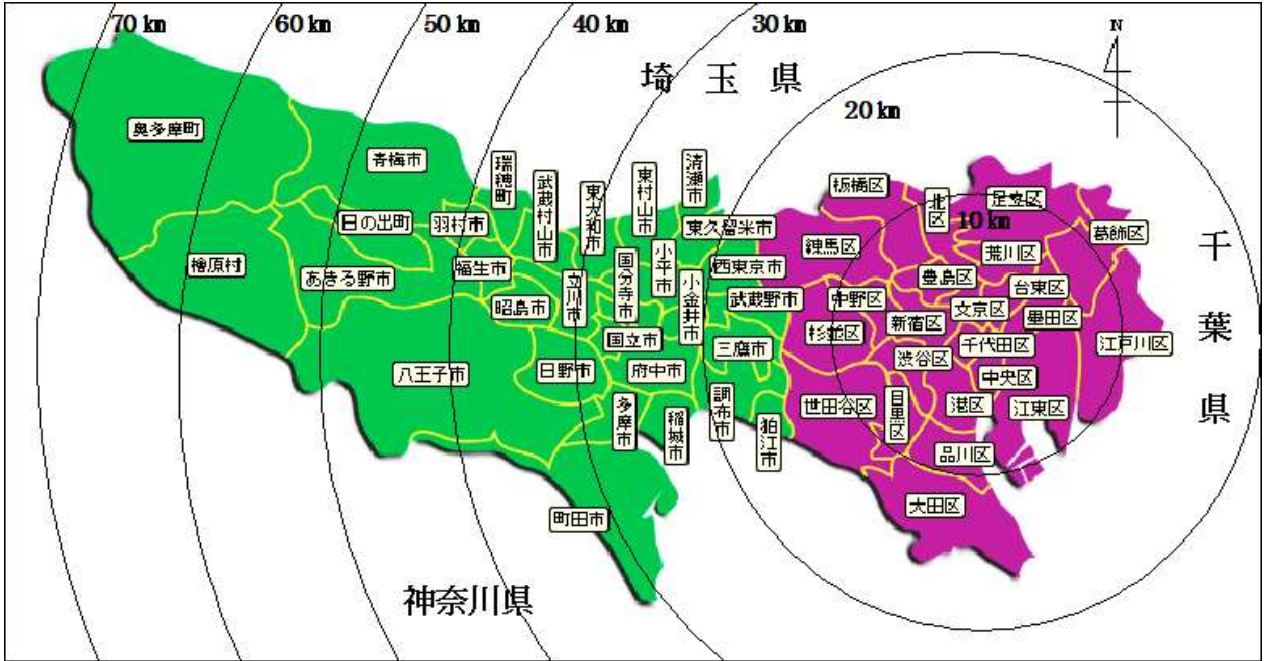 70 km
60 km
50 km
40 km
30 km
N
埼玉県
20 km
奥多摩町
青梅市
瑞穂町
武蔵村山市
東大和市
東村山市
清瀬市
板橋区
北区
足立区
10 km
日の出町
羽村市
東久留米市
練馬区
荒川区
葛飾区
千葉県
檜原村
あきる野市
福生市
立川市
国分寺市
小平市
小金井市
西東京市
豊島区
台東区
昭島市
武蔵野市
中野区
新宿区
文京区
墨田区
国立市
三鷹市
杉並区
渋谷区
千代田区
江戸川区
八王子市
日野市
府中市
中央区
多摩市
稲城市
調布市
狛江市
世田谷区
目黒区
港区
江東区
品川区
町田市
大田区
神奈川県